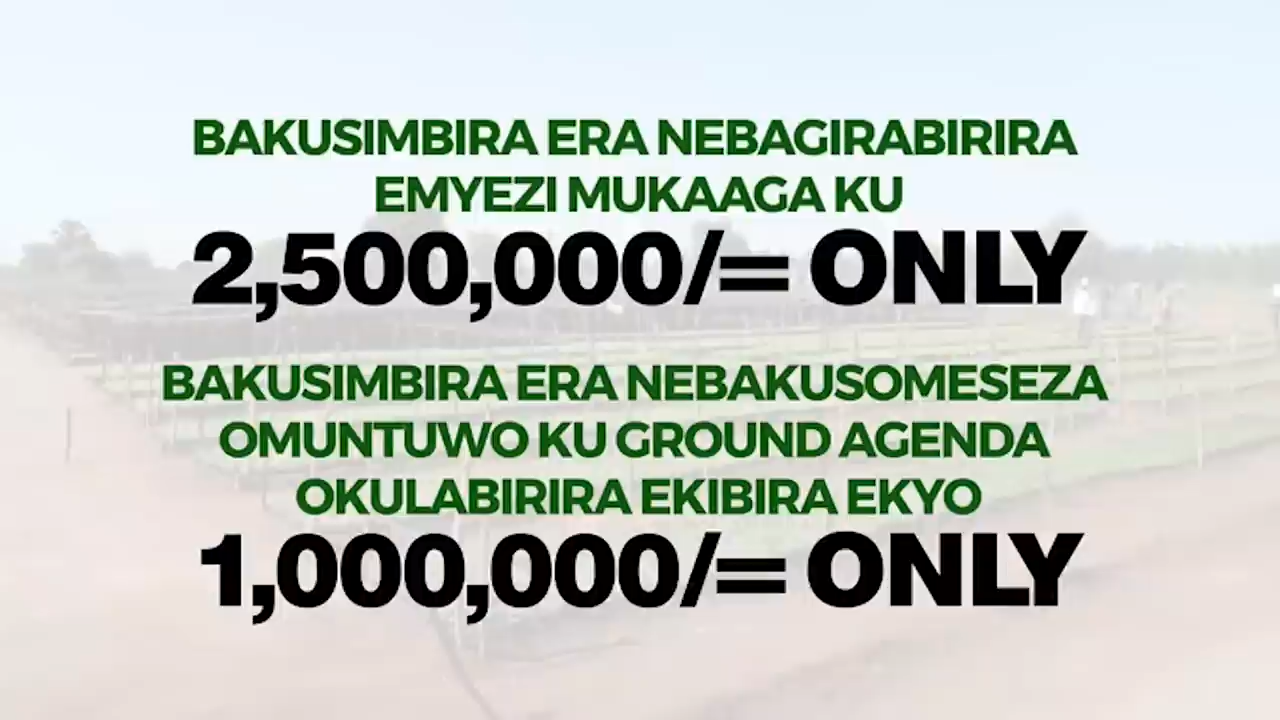 BAKUSIMBIRA ERA NEBAGIRABIRIRA
EMYEZI MUKAAGA KU
2,500,000/= ONLY
BAKUSIMBIRA ERA NEBAKUSOMESEZA
OMUNTUWO KU GROUND AGENDA
OKULABIRIRA EKIBIRA EKYO
1,000,000/= ONLY